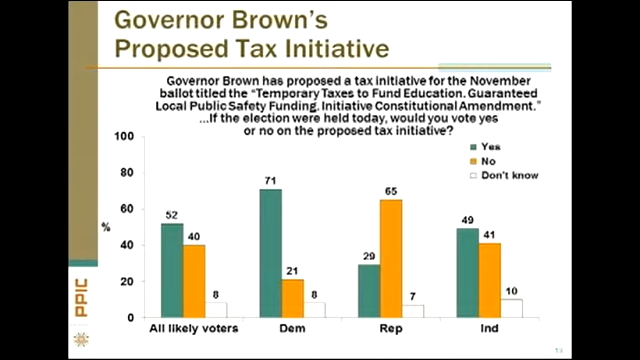 Governor Brown's
Proposed Tax Initiative
Governor Brown has proposed a tax initiative for the November
ballot titled the "Temporary Taxes to Fund Education. Guaranteed
Local Public Safety Funding. Initiative Constitutional Amendment."
...If the election were held today, would you vote yes
or no on the proposed tax initiative?
Yes
No
Don't know
%
100
80
60
40
20
0
52
40
8
71
21
8
29
65
7
49
41
10
All likely voters
Dem
Rep
Ind
PPIC